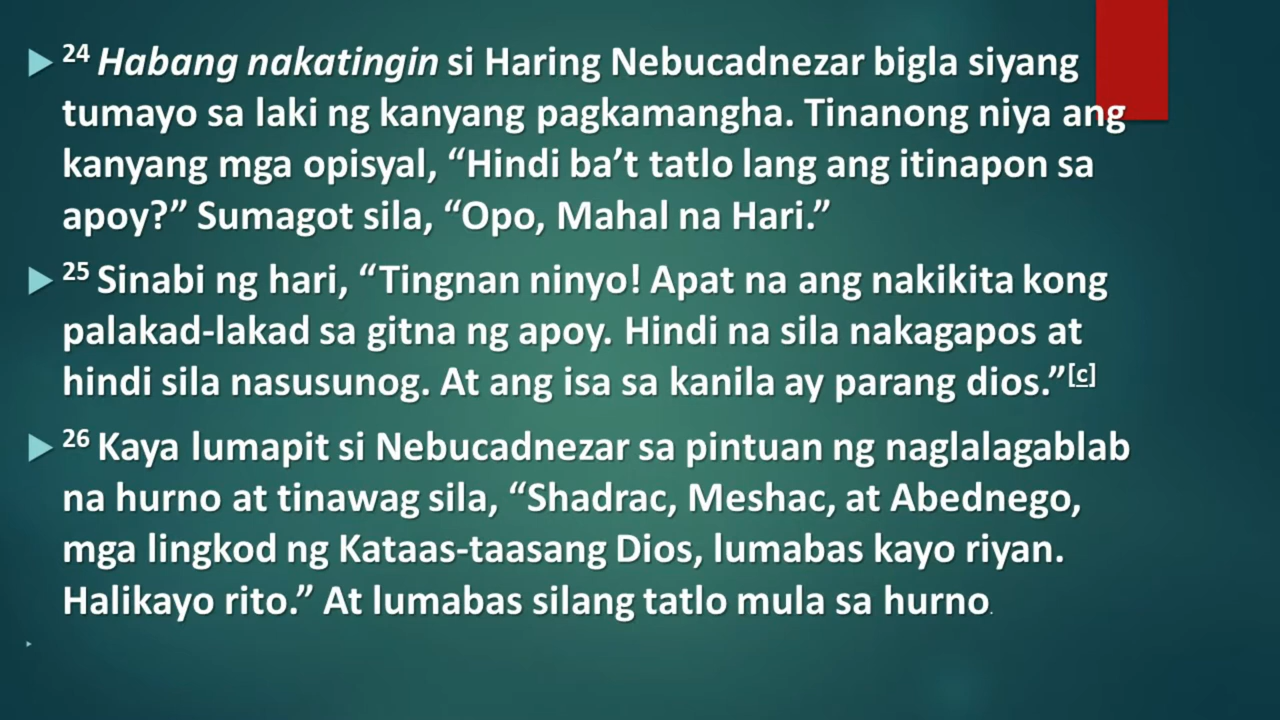 24 Habang nakatingin si Haring Nebucadnezar bigla siyang
tumayo sa laki ng kanyang pagkamangha. Tinanong niya ang
kanyang mga opisyal, “Hindi ba’t tatlo lang ang itinapon sa
apoy?” Sumagot sila, “Opo, Mahal na Hari.”
25 Sinabi ng hari, “Tingnan ninyo! Apat na ang nakikita kong
palakad-lakad sa gitna ng apoy. Hindi na sila nakagapos at
hindi sila nasusunog. At ang isa sa kanila ay parang dios.”[c]
26 Kaya lumapit si Nebucadnezar sa pintuan ng naglalagablab
na hurno at tinawag sila, “Shadrac, Meshac, at Abednego,
mga lingkod ng Kataas-taasang Dios, lumabas kayo riyan.
Halikayo rito.” At lumabas silang tatlo mula sa hurno.